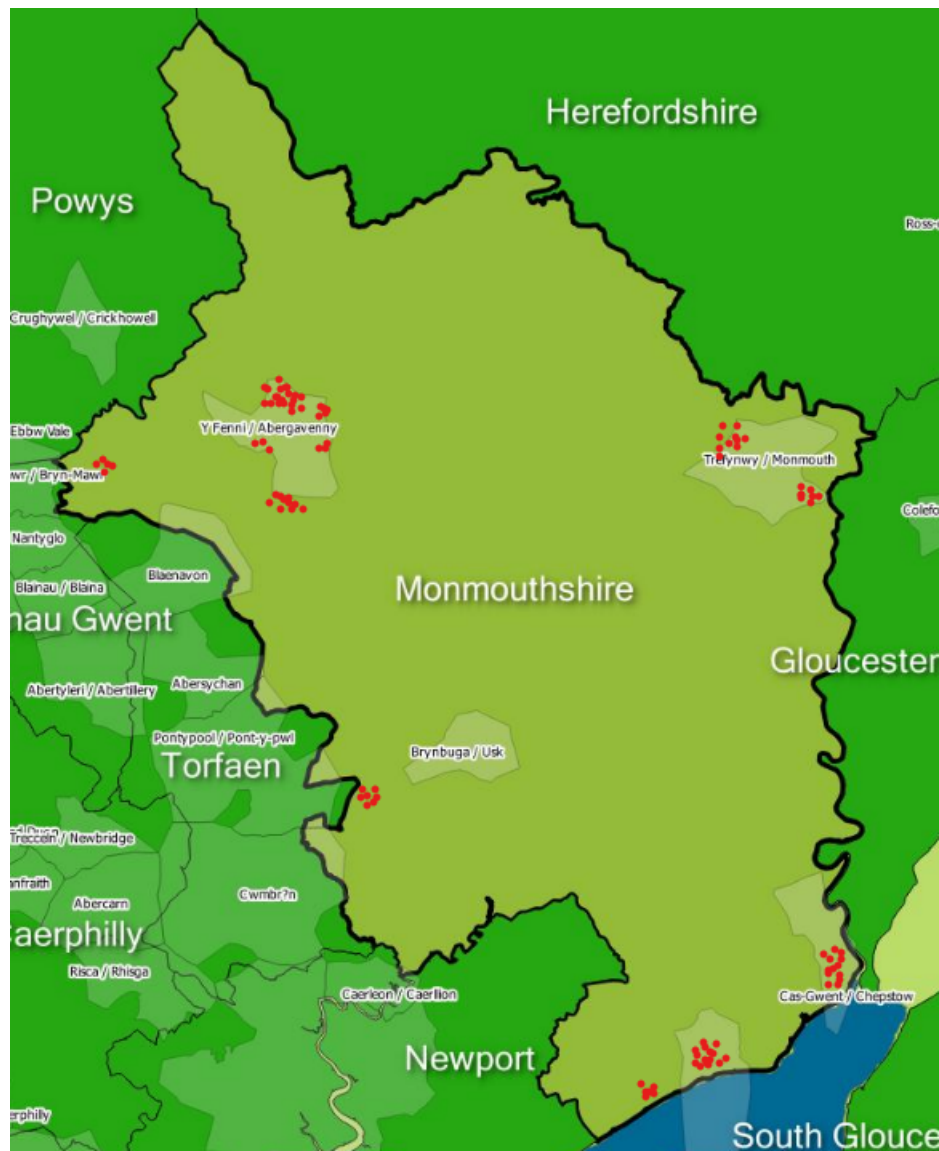 Herefordshire
Powys
Ross-
Crughywel / Crickhowell
Ebbw Vale
Y Fenni / Abergavenny
Trefynwy / Monmouth
wr / Bryn-Mawr
Colefo
Nantyglo
Blaenavon
Blainau / Blaina
Monmouthshire
nau Gwent
Gloucester
Abersychan
Abertyleri / Abertillery
Pontypool / Pont-y-pwl
Brynbuga / Usk
Torfaen
Treccein / Newbridge
anfraith
Cwmbr?n
Abercarn
aerphilly
Risca / Rhisga
Caerleon / Caerllion
Cas-Gwent / Chepstow
Newport
erphilly
South Glouce